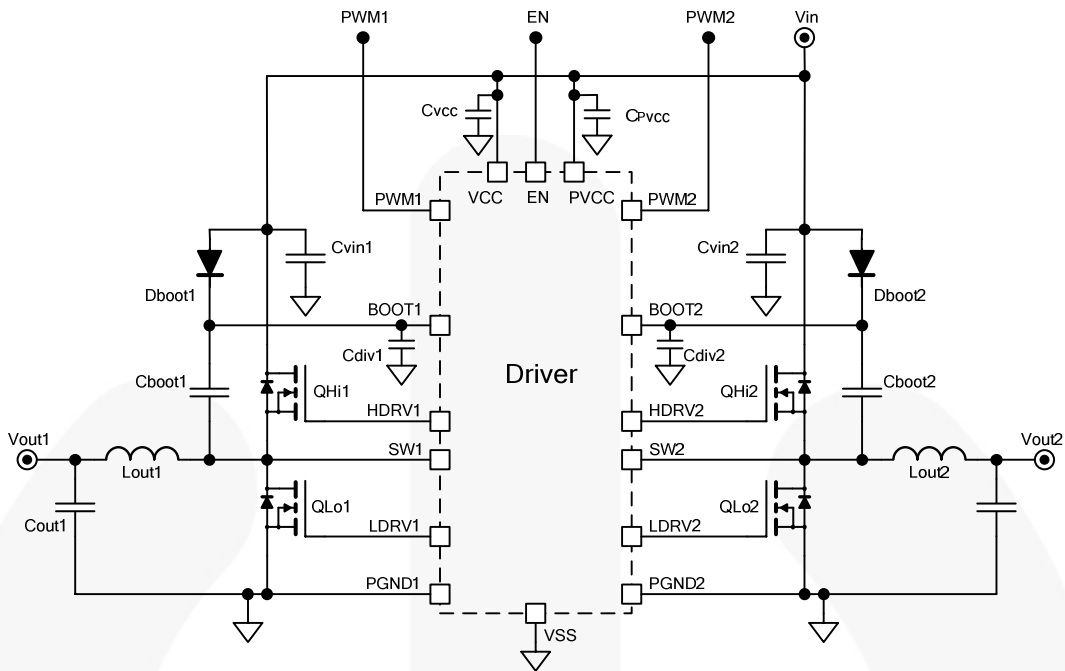 PWM1
EN
PWM2
Vin
Cvcc
CPvcc
PWM1
VCC
EN
PVCC
PWM2
Cvin1
Cvin2
Dboot1
Dboot2
BOOT1
BOOT2
Cdiv1
Cdiv2
Driver
Cboot1
QHi1
QHi2
Cboot2
HDRV1
HDRV2
Vout1
Lout1
SW1
SW2
Lout2
Vout2
Cout1
QLo1
QLo2
LDRV1
LDRV2
PGND1
PGND2
VSS